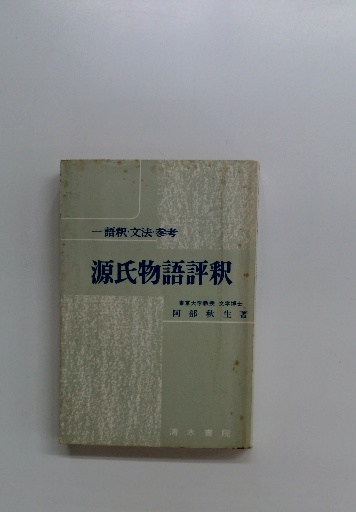 一語釈・文法・参考
源氏物語評釈
東京大学教授 文学博士
阿部秋生著
清水書院